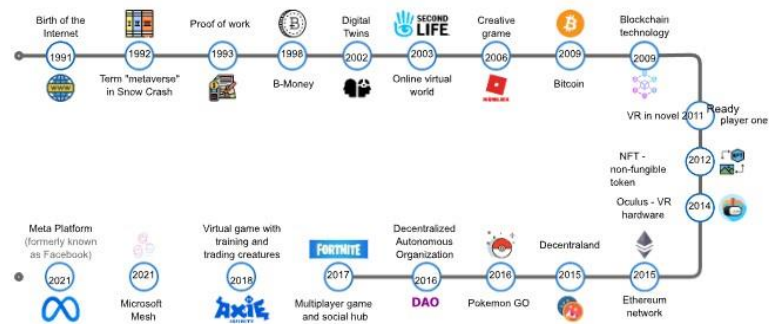 Birth of the
Internet
1991
WWW
1992
Term "metaverse"
in Snow Crash
Proof of work
1993
1998
B-Money
Digital
Twins
2002
SECOND
LIFE
2003
Online virtual
world
Creative
grame
2006
2009
Bitcoin
Blockchain
technology
2009
VR in novel 2011 Ready
player one
NFT -
non-fungible
token
2012
NFT
Oculus - VR
hardware
2014
Meta Platform
(formerly known
as Facebook)
2021
2021
Microsoft
Mesh
Virtual game with
training and
trading creatures
2018
AXIE
INFINITY
FORTNITE
2017
Multiplayer game
and social hub
Decentralized
Autonomous
Organization
2016
DAO
2016
Pokemon GO
Decentraland
2015
2015
Ethereum
network